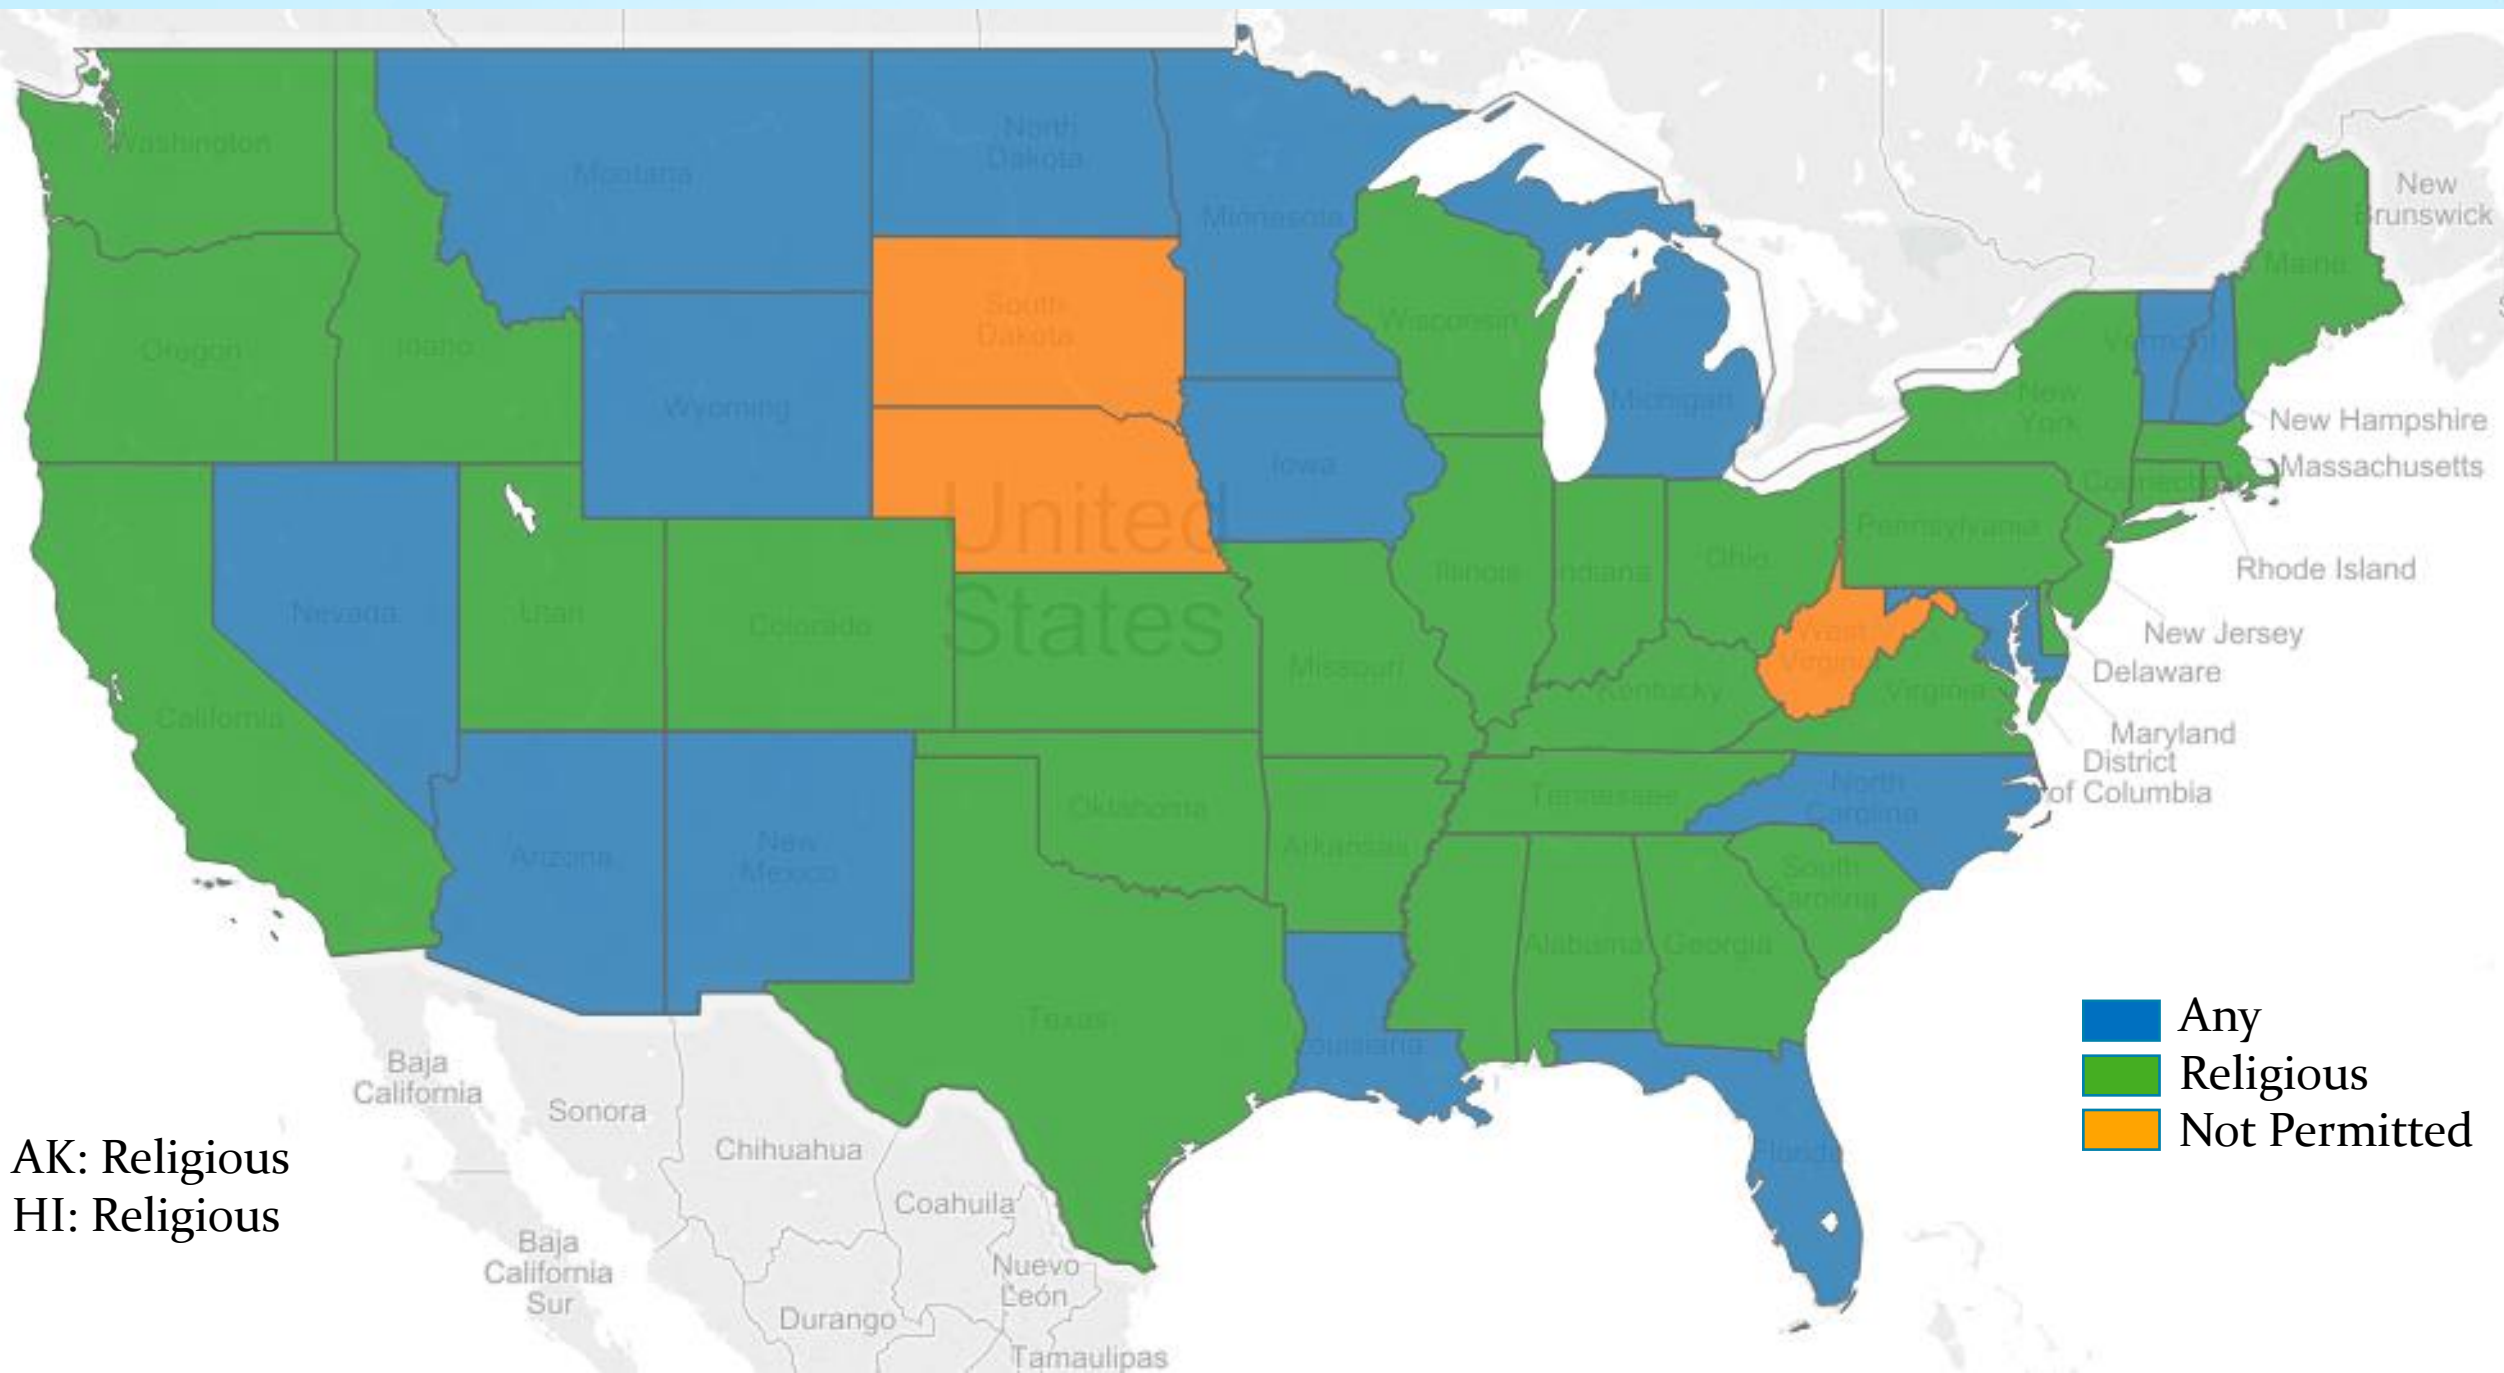 Washington
Montana
North
Dakota
Minnesota
New
Brunswick
Maine
Oregon
Idaho
South
Dakota
Wisconsin
Vermont
Wyoming
Michigan
New
York
New Hampshire
Iowa
Massachusetts
Connecticut
United
States
Pennsylvania
Rhode Island
Nevada
Utah
Colorado
Illinois
Indiana
Ohio
New Jersey
West
Virginia
Delaware
Missouri
Kentucky
Virginia
California
Maryland
District
of Columbia
Oklahoma
Tennessee
North
Carolina
Arizona
New
Mexico
Arkansas
South
Carolina
Alabama
Georgia
Texas
Louisiana
Any
Religious
Not Permitted
Baja
California
Sonora
Chihuahua
Florida
AK: Religious
HI: Religious
Coahuila
Baja
California
Sur
Nuevo
León
Durango
Tamaulipas